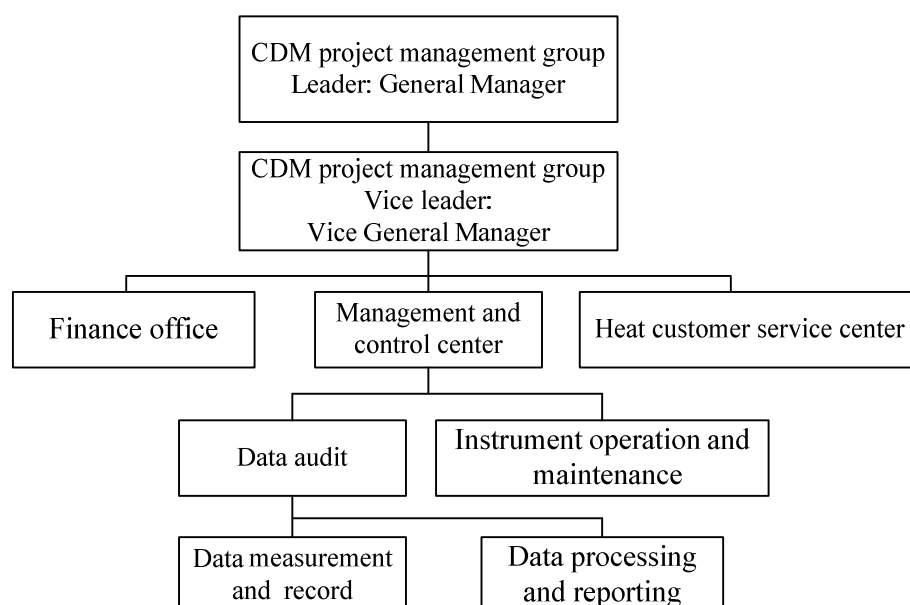 CDM project management group
Leader: General Manager
CDM project management group
Vice leader:
Vice General Manager
Finance office
Management and
control center
Heat customer service center
Data audit
Instrument operation and
maintenance
Data measurement
and record
Data processing
and reporting